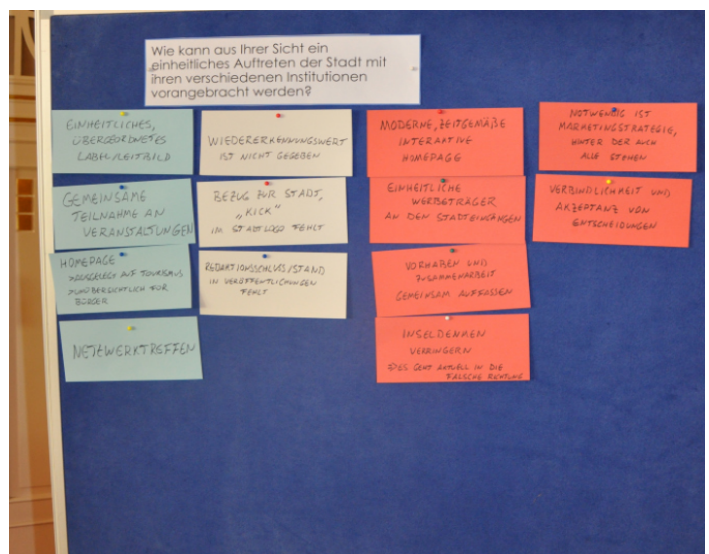 Wie kann aus Ihrer Sicht ein
einheitliches Auftreten der Stadt mit
ihren verschiedenen Institutionen
vorangebracht werden?
EINHEITLICHES,
ÜBERGEORDNETES
LABEL/LEITBILD
GEMEINSAME
TEILNAHME AN
VERANSTALTUNGEN
HOMEPAGE
>AUSGELEGT AUF TOURISMUS
>UNÜBERSICHTLICH FÜR
BÜRGER
NETZWERKTREFFEN
WIEDERERKENNUNGSWERT
IST NICHT GEGEBEN
BEZUG ZUR STADT,
„KICK"
IM STADTLOGO FEHLT
REDAKTIONSSCHLUSS/STAND
IN VERÖFFENTLICHUNGEN
FEHLT
MODERNE, ZEITGEMÄẞE
INTERAKTIVE
HOMEPAGE
EINHEITLICHE
WERBETRÄGER
AN DEN STADTEINGÄNGEN
VORHABEN UND
ZUSAMMENARBEIT
GEMEINSAM AUFFASSEN
INSELDENKEN
VERRINGERN
DIES GEHT AKTUELL IN DIE
FALSCHE RICHTUNG
NOTWENDIG IST
MARKETINGSTRATEGIE,
HINTER DER AUCH
ALLE STEHEN
VERBINDLICHKEIT UND
AKZEPTANZ VON
ENTSCHEIDUNGEN